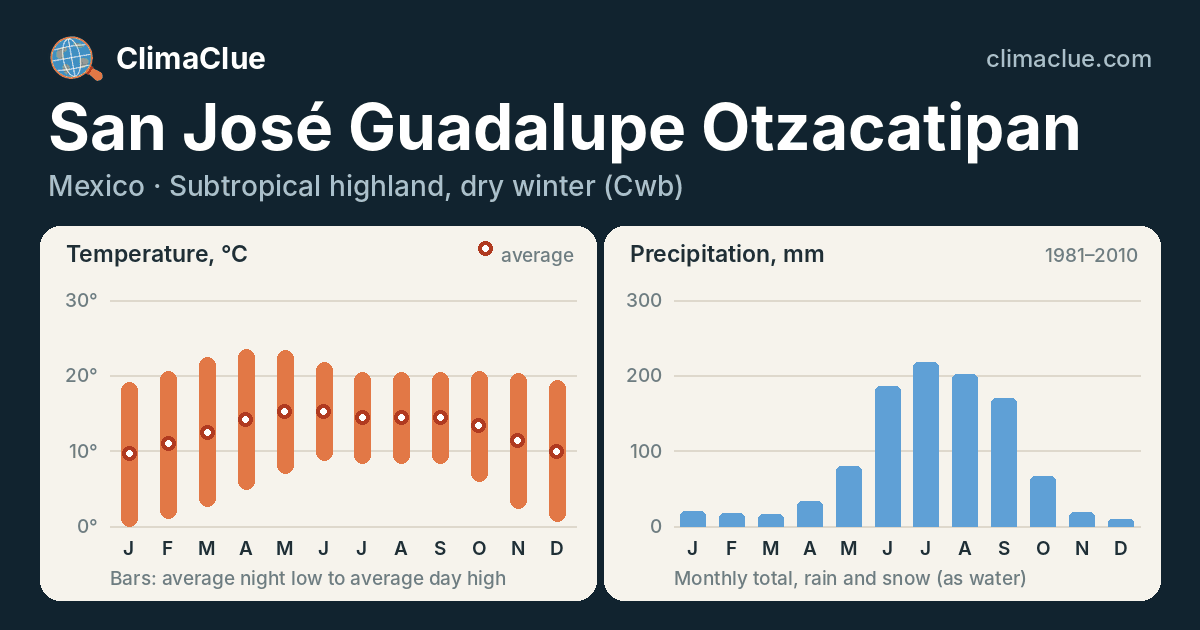 ClimaClue
climaclue.com
San José Guadalupe Otzacatipan
Mexico · Subtropical highland, dry winter (Cwb)
Temperature, °C
average
30°
20°
10°
0°
J F M A M J J A S O N D
Bars: average night low to average day high
Precipitation, mm
1981–2010
300
200
100
0
J F M A M J J A S O N D
Monthly total, rain and snow (as water)